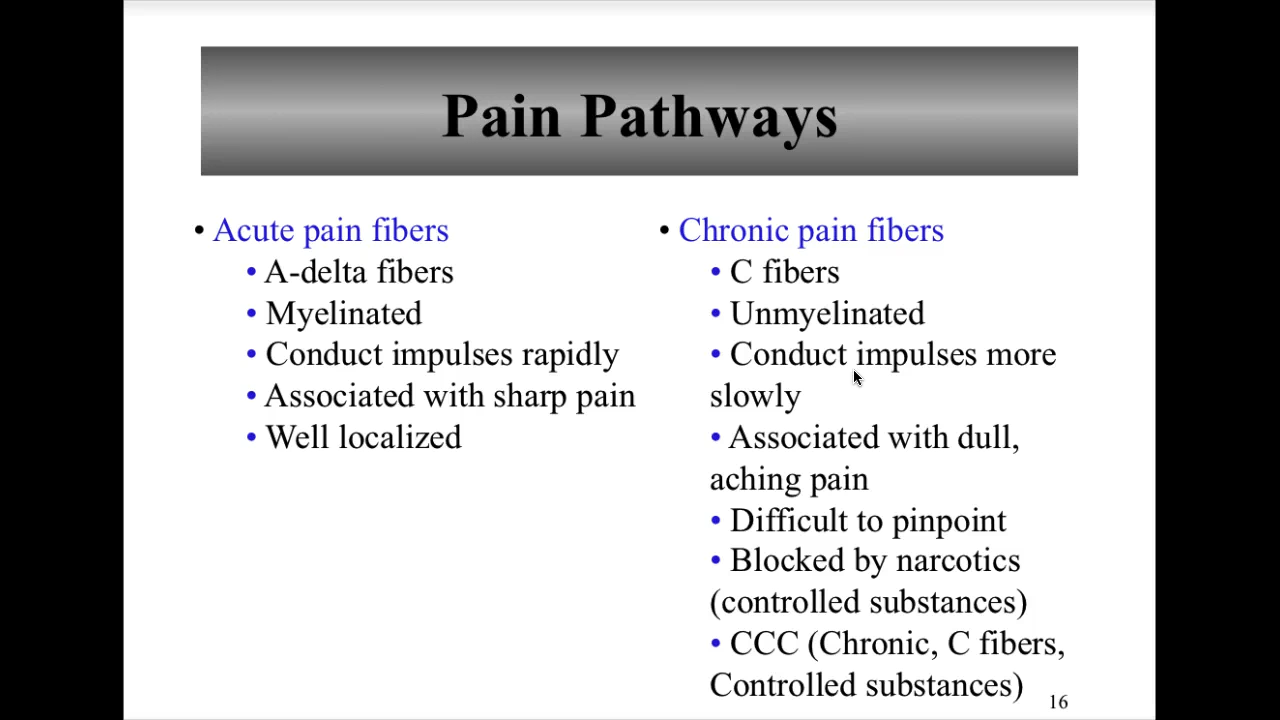 Pain Pathways
• Acute pain fibers
• A-delta fibers
• Myelinated
• Conduct impulses rapidly
• Associated with sharp pain
• Well localized
• Chronic pain fibers
• C fibers
• Unmyelinated
• Conduct impulses more
slowly
• Associated with dull,
aching pain
• Difficult to pinpoint
• Blocked by narcotics
(controlled substances)
• CCC (Chronic, C fibers,
Controlled substances)
16